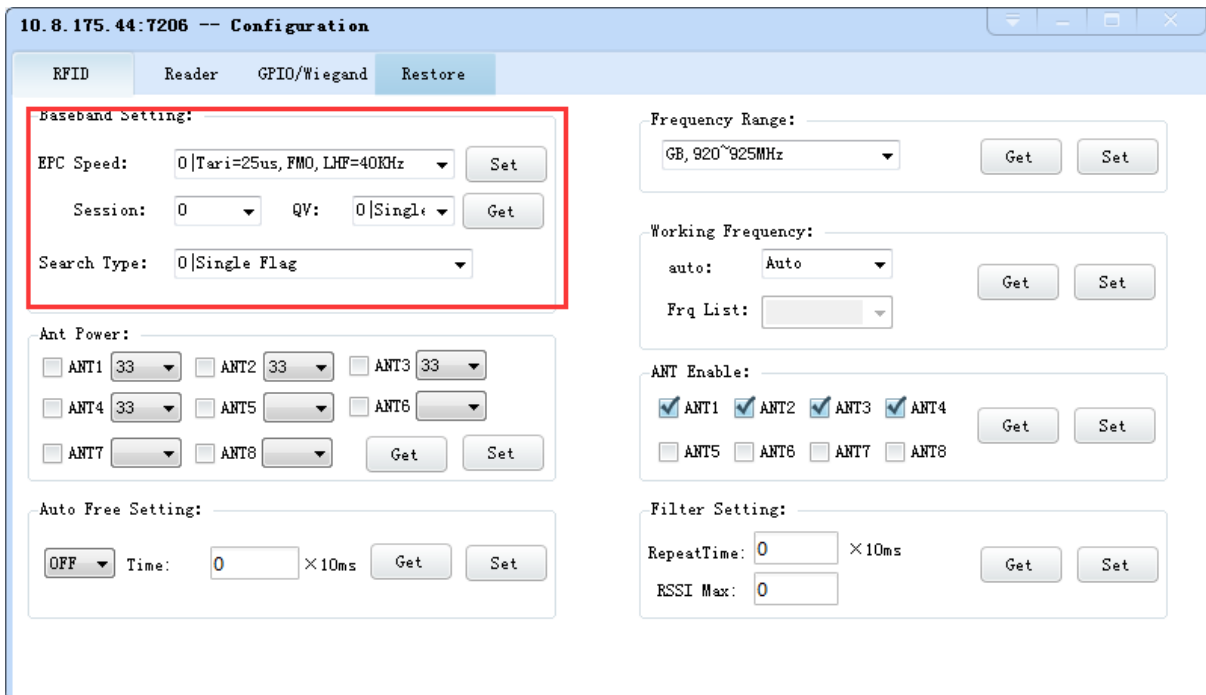 10.8.175.44:7206 -- Configuration
RFID Reader GPIO/Wiegand Restore
Baseband Setting:
EPC Speed: 0|Tari=25us, FM0, LHF=40KHz Set
Session: 0 QV: 0|Single Get
Search Type: 0|Single Flag
Ant Power:
ANT1 33 ANT2 33 ANT3 33
ANT4 33 ANT5 ANT6
ANT7 ANT8 Get Set
Auto Free Setting:
OFF Time: 0 ×10ms Get Set
Frequency Range:
GB, 920~925MHz Get Set
Working Frequency:
auto: Auto
Frq List:
Get Set
ANT Enable:
ANT1 ANT2 ANT3 ANT4
ANT5 ANT6 ANT7 ANT8
Get Set
Filter Setting:
RepeatTime: 0 ×10ms
RSSI Max: 0
Get Set